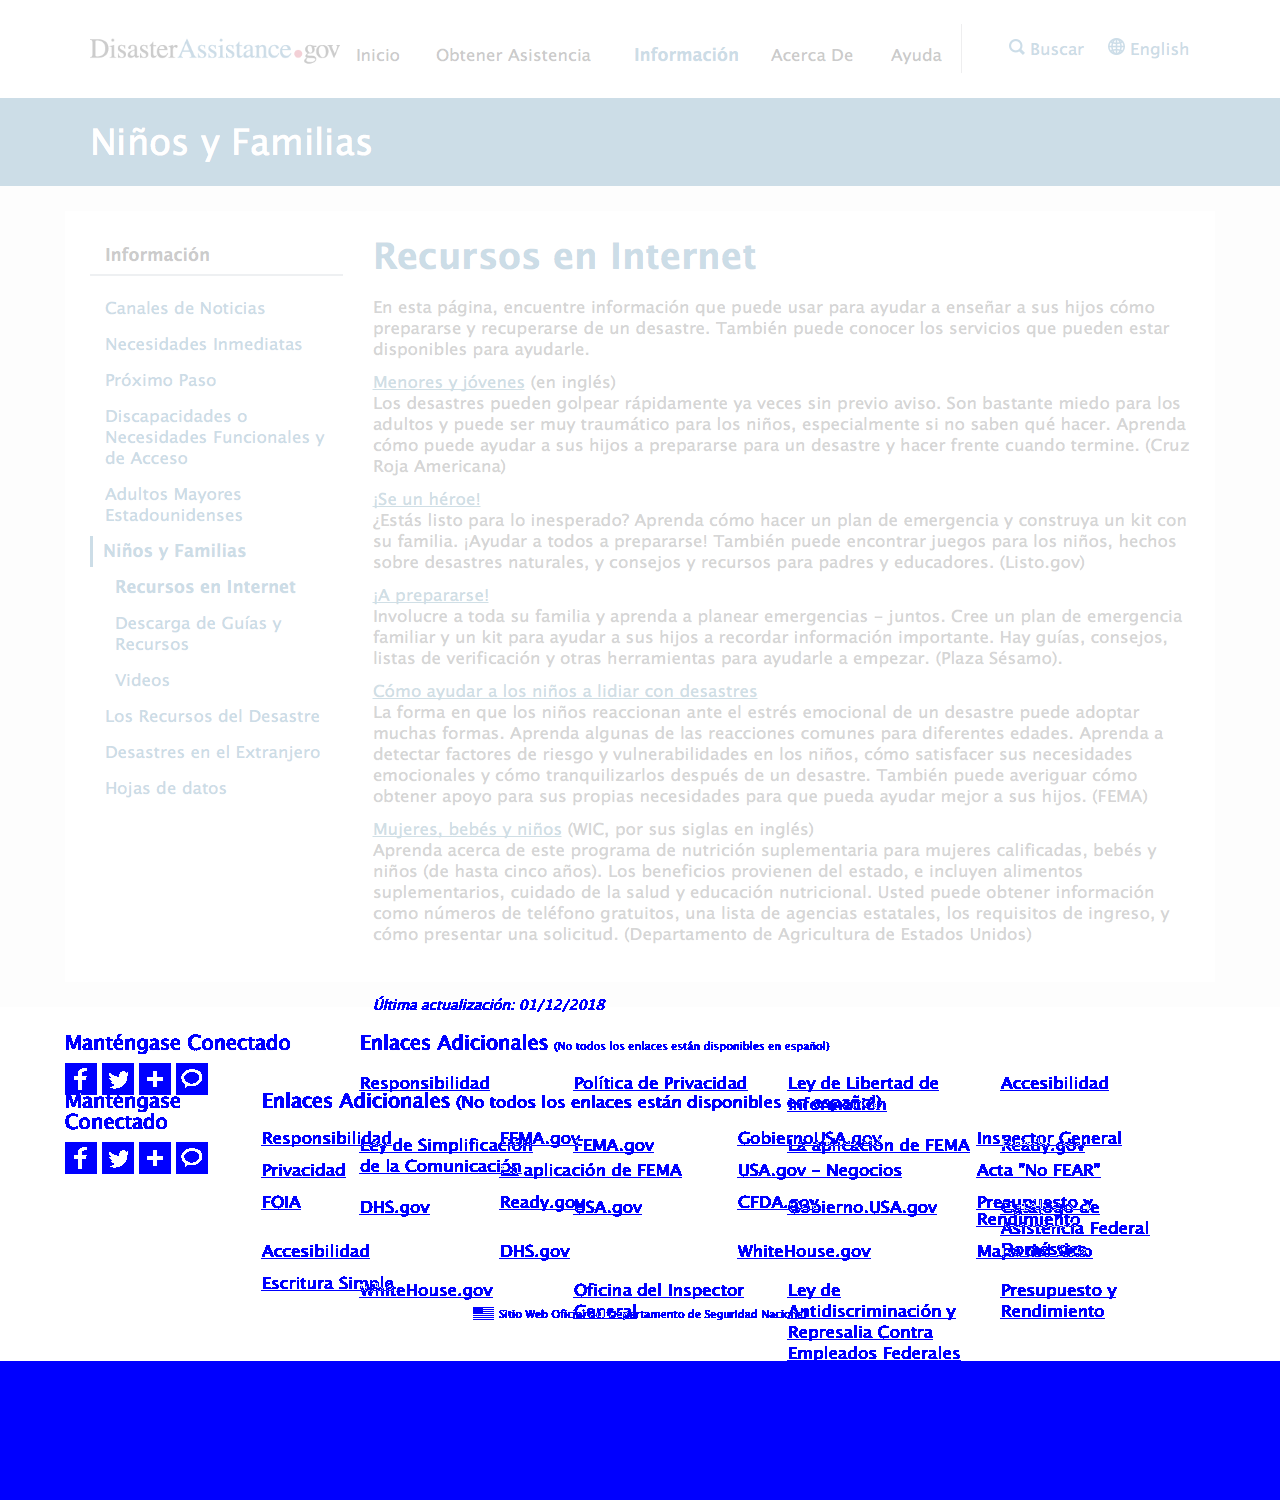 DisasterAssistance.gov Inicio Obtener Asistencia Información Acerca De Ayuda Buscar English
Niños y Familias
Información
Canales de Noticias
Necesidades Inmediatas
Próximo Paso
Discapacidades o
Necesidades Funcionales y
de Acceso
Adultos Mayores
Estadounidenses
Niños y Familias
Recursos en Internet
Descarga de Guías y
Recursos
Videos
Los Recursos del Desastre
Desastres en el Extranjero
Hojas de datos
Recursos en Internet
En esta página, encuentre información que puede usar para ayudar a enseñar a sus hijos cómo
prepararse y recuperarse de un desastre. También puede conocer los servicios que pueden estar
disponibles para ayudarle.
Menores y jóvenes (en inglés)
Los desastres pueden golpear rápidamente ya veces sin previo aviso. Son bastante miedo para los
adultos y puede ser muy traumático para los niños, especialmente si no saben qué hacer. Aprenda
cómo puede ayudar a sus hijos a prepararse para un desastre y hacer frente cuando termine. (Cruz
Roja Americana)
¡Se un héroe!
¿Estás listo para lo inesperado? Aprenda cómo hacer un plan de emergencia y construya un kit con
su familia. ¡Ayudar a todos a prepararse! También puede encontrar juegos para los niños, hechos
sobre desastres naturales, y consejos y recursos para padres y educadores. (Listo.gov)
¡A prepararse!
Involucre a toda su familia y aprenda a planear emergencias – juntos. Cree un plan de emergencia
familiar y un kit para ayudar a sus hijos a recordar información importante. Hay guías, consejos,
listas de verificación y otras herramientas para ayudarle a empezar. (Plaza Sésamo).
Cómo ayudar a los niños a lidiar con desastres
La forma en que los niños reaccionan ante el estrés emocional de un desastre puede adoptar
muchas formas. Aprenda algunas de las reacciones comunes para diferentes edades. Aprenda a
detectar factores de riesgo y vulnerabilidades en los niños, cómo satisfacer sus necesidades
emocionales y cómo tranquilizarlos después de un desastre. También puede averiguar cómo
obtener apoyo para sus propias necesidades para que pueda ayudar mejor a sus hijos. (FEMA)
Mujeres, bebés y niños (WIC, por sus siglas en inglés)
Aprenda acerca de este programa de nutrición suplementaria para mujeres calificadas, bebés y
niños (de hasta cinco años). Los beneficios provienen del estado, e incluyen alimentos
suplementarios, cuidado de la salud y educación nutricional. Usted puede obtener información
como números de teléfono gratuitos, una lista de agencias estatales, los requisitos de ingreso, y
cómo presentar una solicitud. (Departamento de Agricultura de Estados Unidos)
Última actualización: 01/12/2018
Manténgase Conectado
Enlaces Adicionales (No todos los enlaces están disponibles en español)
Responsibilidad Política de Privacidad Ley de Libertad de Accesibilidad
Información
Manténgase
Conectado
Enlaces Adicionales (No todos los enlaces están disponibles en español)
Responsibilidad FEMA.gov GobiernoUSA.gov Inspector General
Ley de Simplificación FEMA.gov La aplicación de FEMA Ready.gov
de la Comunicación
Privacidad La aplicación de FEMA USA.gov – Negocios Acta "No FEAR"
FOIA Ready.gov CFDA.gov Presupuesto y
Rendimiento
DHS.gov USA.gov Gobierno.USA.gov
Asistencia Federal
Accesibilidad DHS.gov WhiteHouse.gov
Escritura Simple
WhiteHouse.gov Oficina del Inspector Ley de Presupuesto y
General Antidiscriminación y Rendimiento
Represalia Contra
Empleados Federales
Sitio Web Oficial del Departamento de Seguridad Nacional